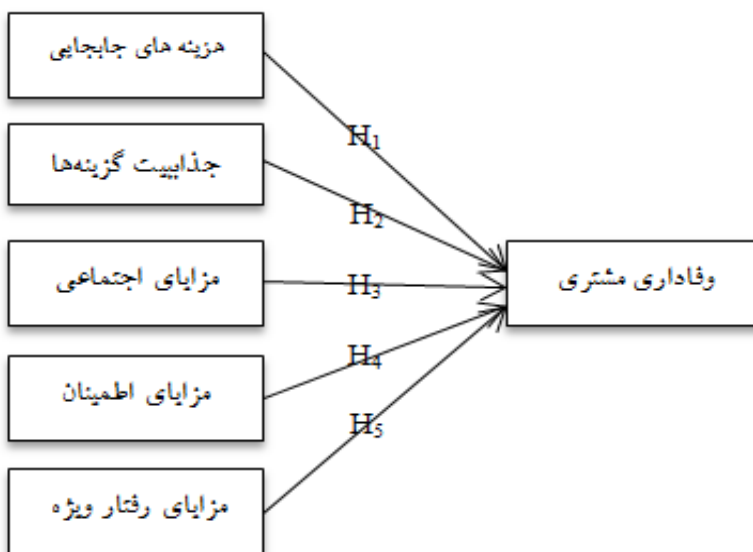 هزینه های جابجایی
H1
جذابییت گزینه‌ها
H2
مزایای اجتماعی
H3
وفاداری مشتری
مزایای اطمینان
H4
مزایای رفتار ویژه
H5